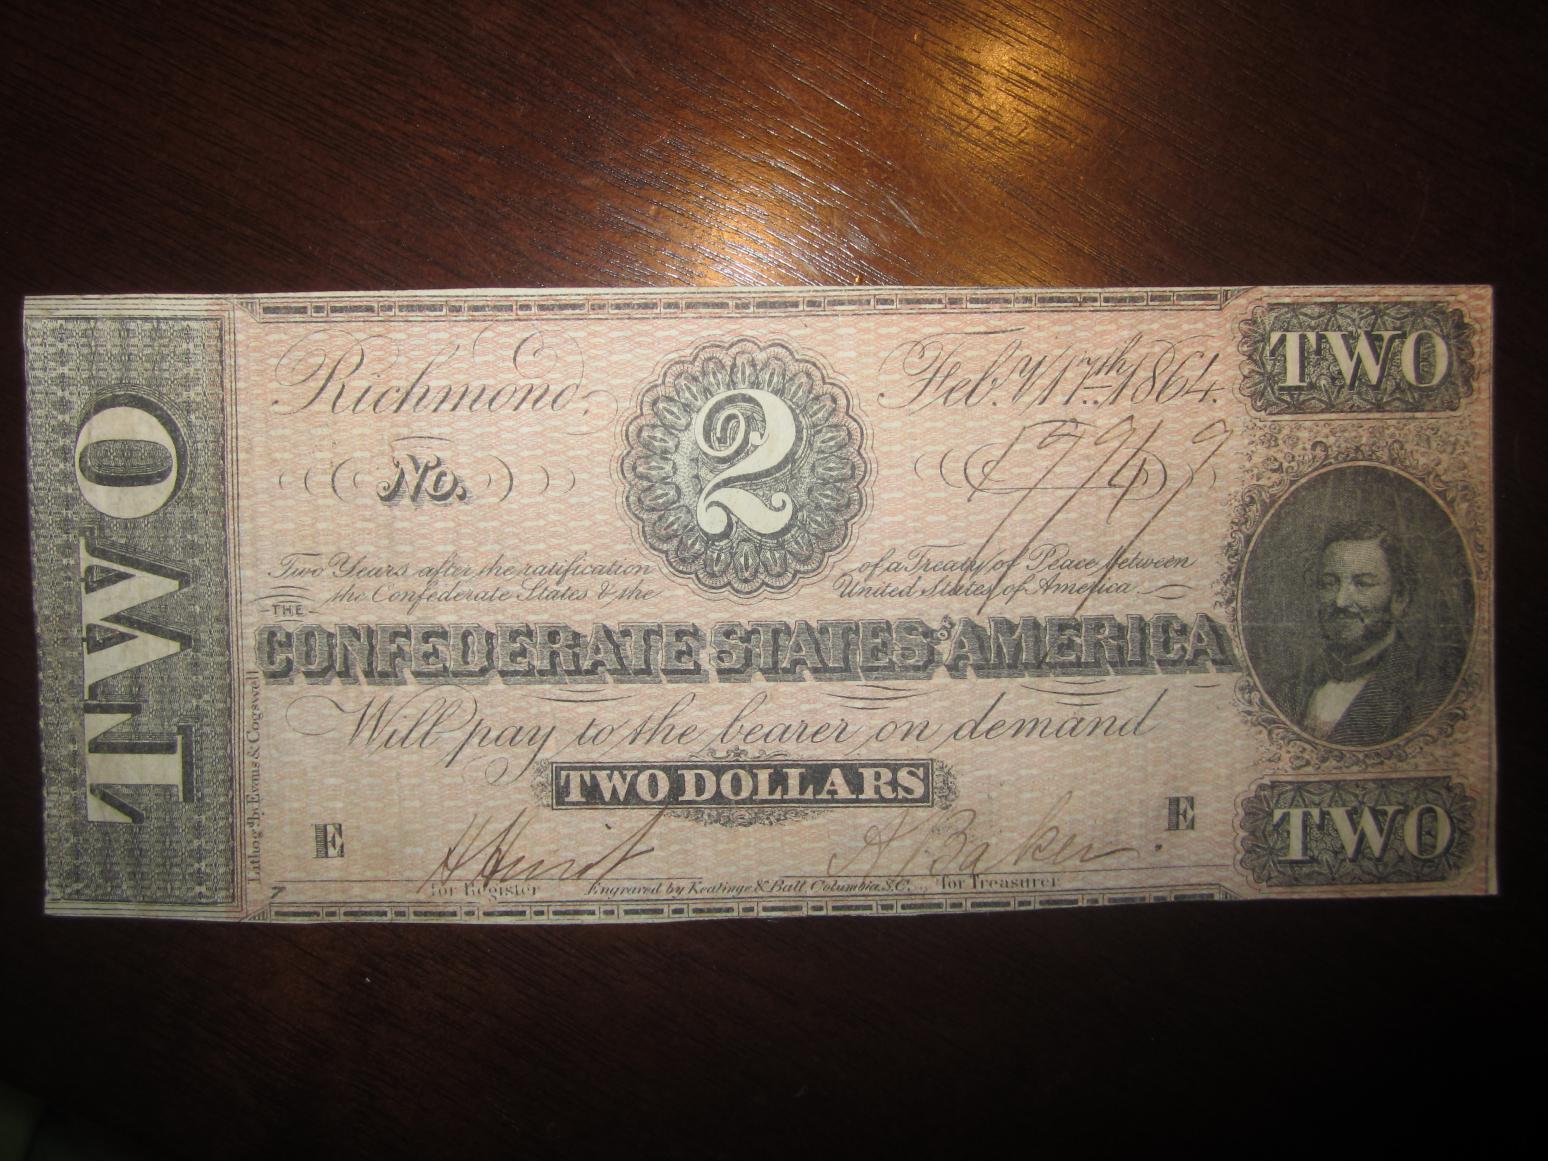 TWO
Richmond,
2
Feb.y 17th 1864.
TWO
No.
Two Years after the ratification of a Treaty of Peace between
the Confederate States & the United States of America
THE
CONFEDERATE STATES OF AMERICA
Will pay to the bearer on demand
TWO DOLLARS
E
E
TWO
for Register
Engraved by Keatinge & Ball, Columbia, S.C.
for Treasurer
7
Lithog'd by Evans & Cogswell